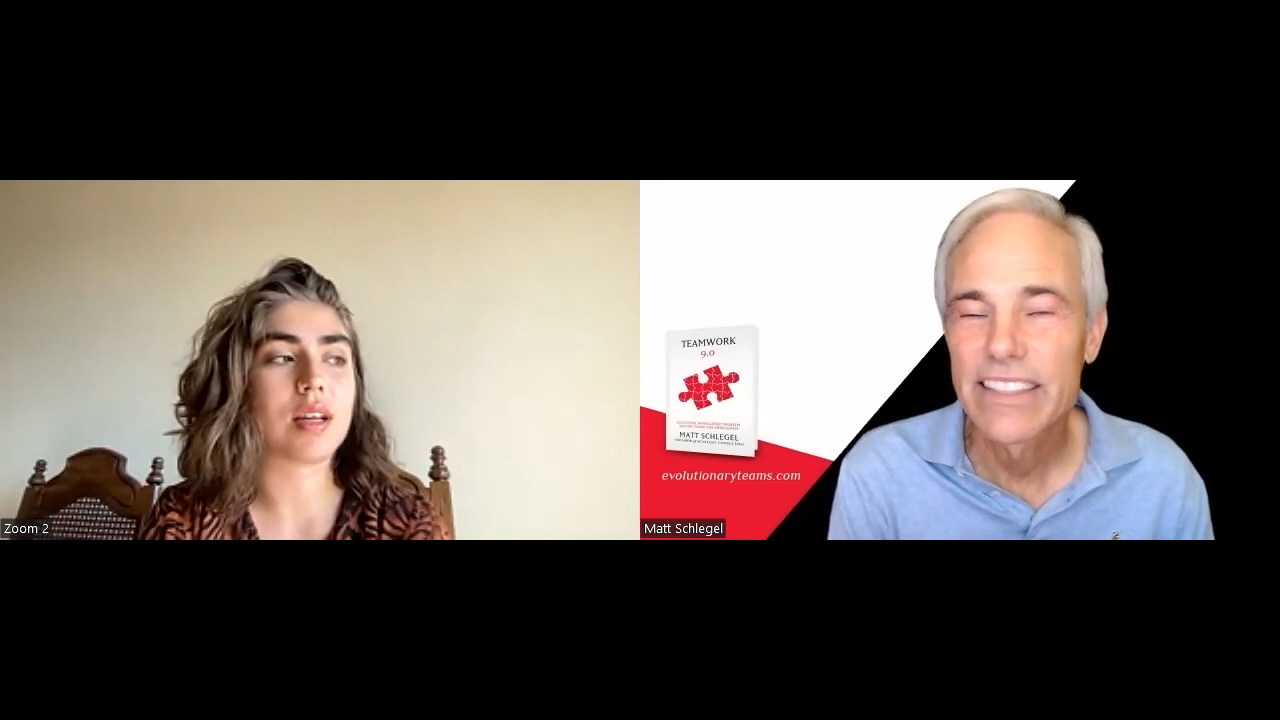 TEAMWORK
9.0
MATT SCHLEGEL
evolutionaryteams.com
Zoom 2
Matt Schlegel